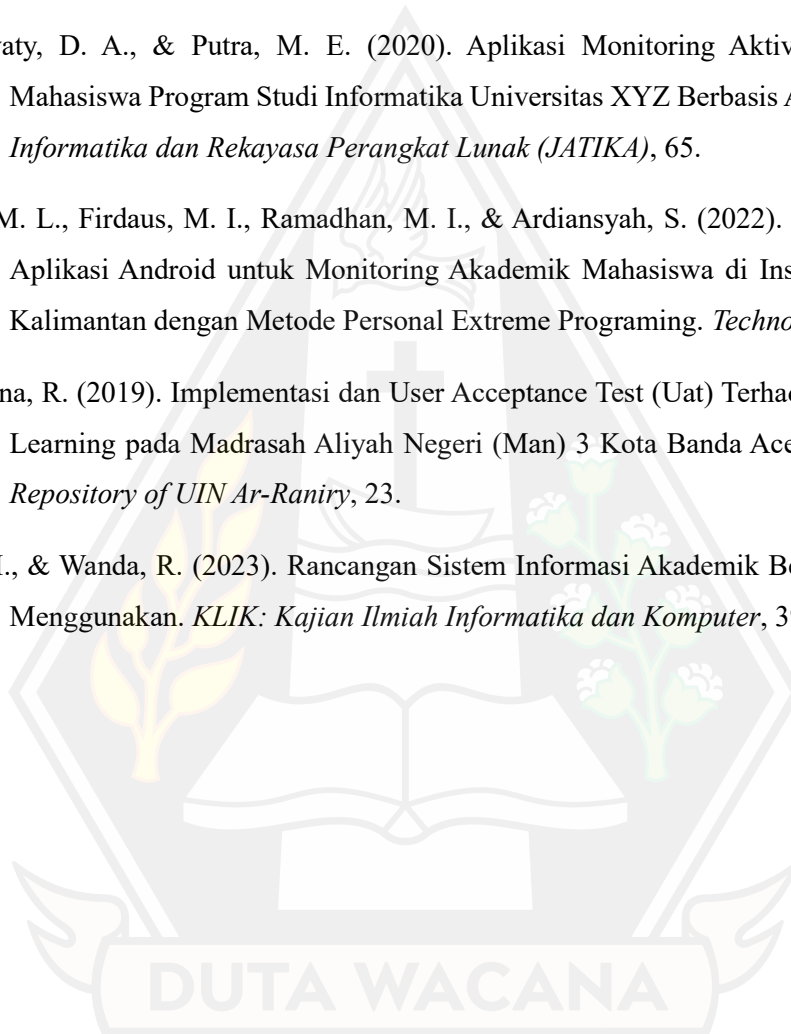 vaty, D. A., & Putra, M. E. (2020). Aplikasi Monitoring Aktiv
Mahasiswa Program Studi Informatika Universitas XYZ Berbasis A
Informatika dan Rekayasa Perangkat Lunak (JATIKA), 65.
M. L., Firdaus, M. I., Ramadhan, M. I., & Ardiansyah, S. (2022).
Aplikasi Android untuk Monitoring Akademik Mahasiswa di Ins
Kalimantan dengan Metode Personal Extreme Programing. Techno
na, R. (2019). Implementasi dan User Acceptance Test (Uat) Terhad
Learning pada Madrasah Aliyah Negeri (Man) 3 Kota Banda Ace
Repository of UIN Ar-Raniry, 23.
I., & Wanda, R. (2023). Rancangan Sistem Informasi Akademik Be
Menggunakan. KLIK: Kajian Ilmiah Informatika dan Komputer, 3
DUTA WACANA